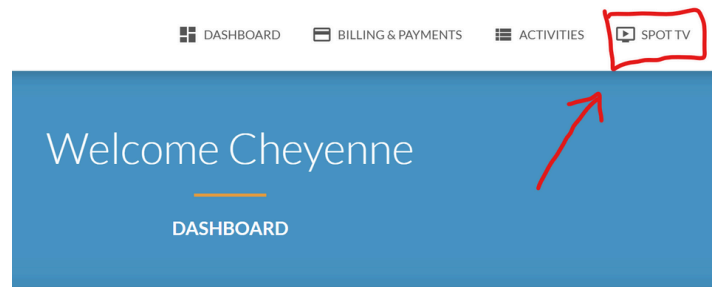 DASHBOARD BILLING & PAYMENTS ACTIVITIES SPOT TV
Welcome Cheyenne
DASHBOARD